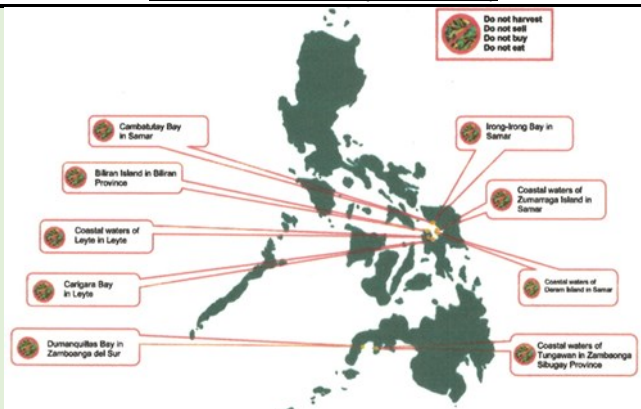 Do not harvest
Do not sell
Do not buy
Do not eat
Cambatutay Bay
in Samar
Irong-Irong Bay in
Samar
Biliran Island in Biliran
Province
Coastal waters of
Zumarraga Island in
Samar
Coastal waters of
Leyte in Leyte
Carigara Bay
in Leyte
Coastal waters of
Daram Island in Samar
Dumanquillas Bay in
Zamboanga del Sur
Coastal waters of
Tungawan in Zamboanga
Sibugay Province